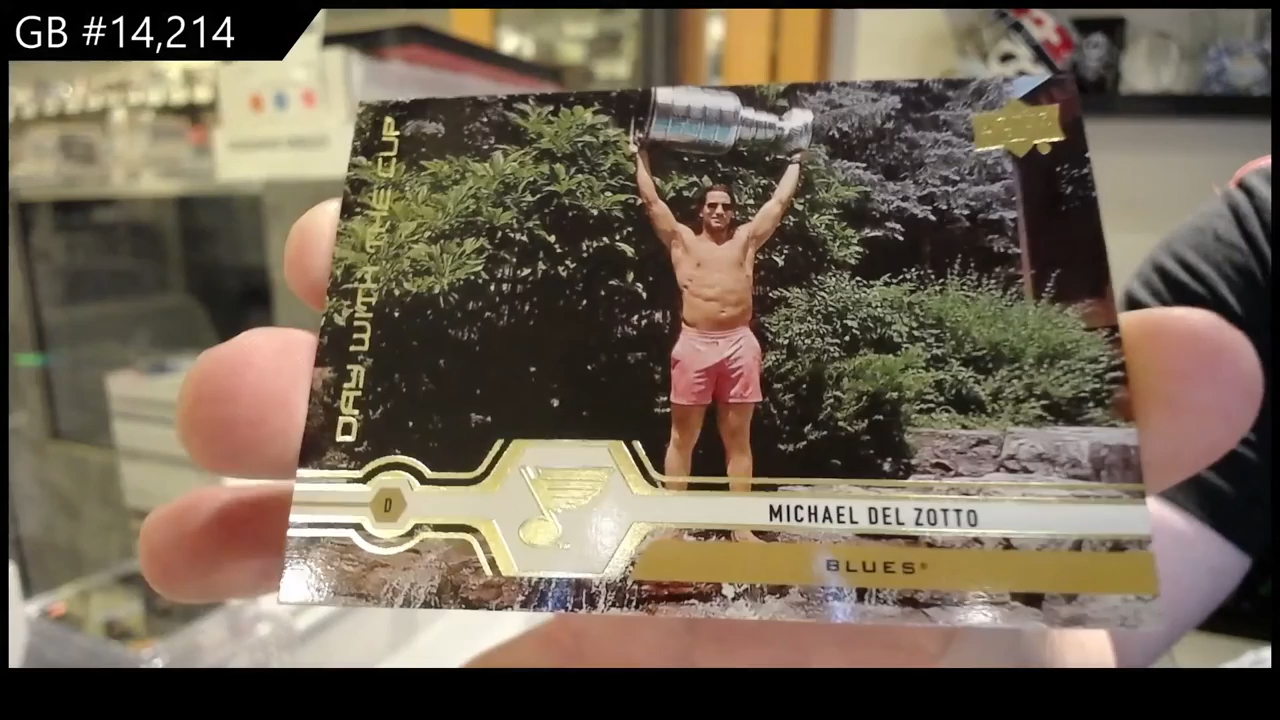 GB #14,214
DAY WITH THE CUP
D
MICHAEL DEL ZOTTO
BLUES®